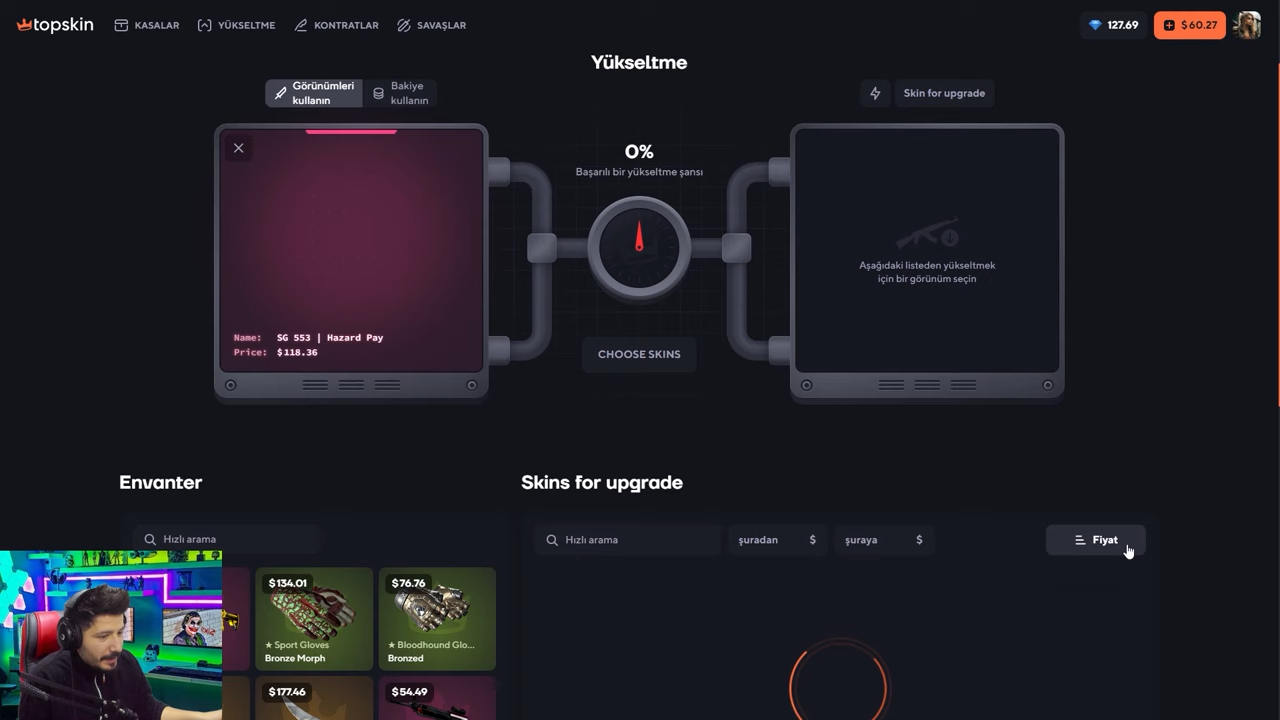 topskin
KASALAR
YÜKSELTME
KONTRATLAR
SAVAŞLAR
127.69
$ 60.27
Yükseltme
Görünümleri
kullanın
Bakiye
kullanın
Skin for upgrade
0%
Başarılı bir yükseltme şansı
Name: SG 553 | Hazard Pay
Price: $118.36
Aşağıdaki listeden yükseltmek
için bir görünüm seçin
CHOOSE SKINS
Envanter
Skins for upgrade
Hızlı arama
Hızlı arama
şuradan $
şuraya $
Fiyat
$134.01
★ Sport Gloves
Bronze Morph
$76.76
★ Bloodhound Glo...
Bronzed
$177.46
$54.49